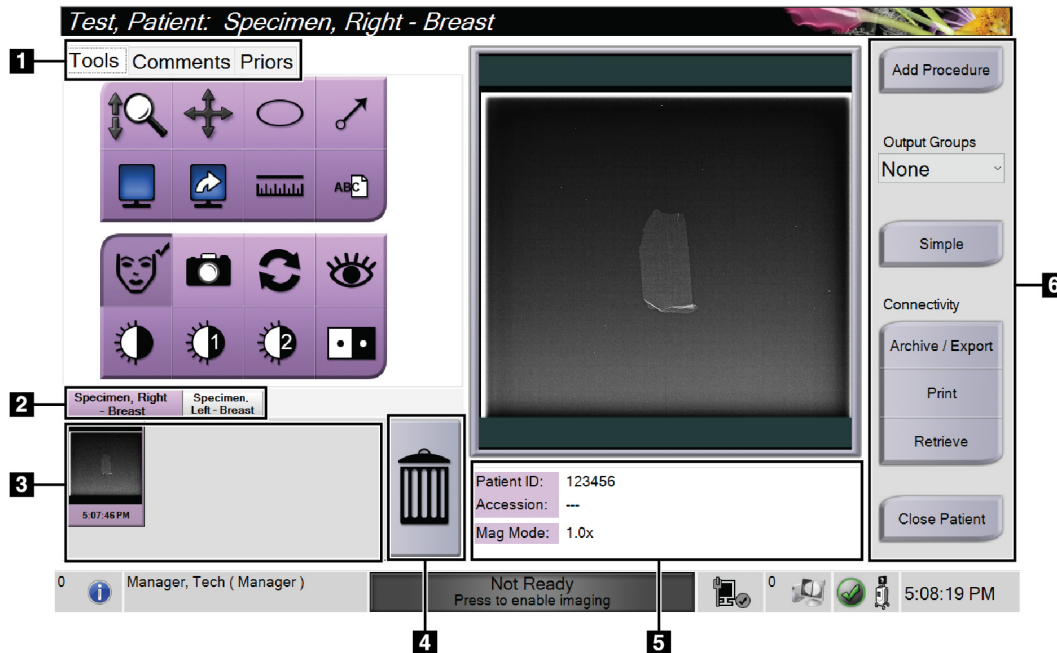 Test, Patient: Specimen, Right - Breast
1
Tools Comments Priors
ABC
1
2
2
Specimen, Right
- Breast
Specimen,
Left - Breast
3
5:07:46 PM
4
Patient ID: 123456
Accession: ---
Mag Mode: 1.0x
5
Add Procedure
Output Groups
None
Simple
Connectivity
Archive / Export
Print
Retrieve
Close Patient
6
0
i
Manager, Tech ( Manager )
Not Ready
Press to enable imaging
0
5:08:19 PM